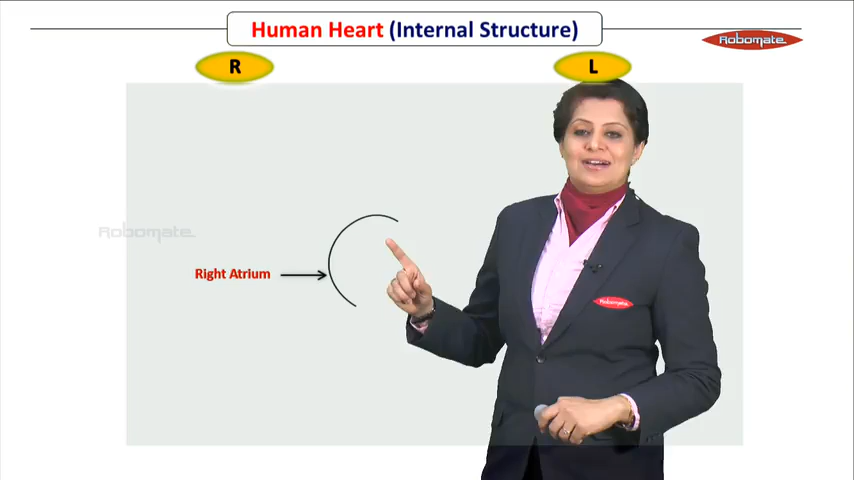 Human Heart (Internal Structure)
Robomate
R
L
Robomate
Right Atrium
Robomate